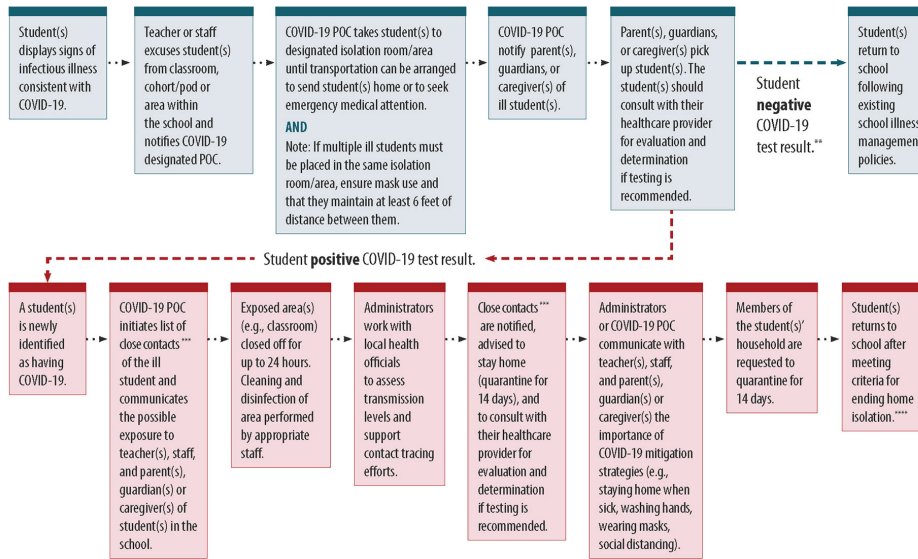 Student(s)
displays signs of
infectious illness
consistent with
COVID-19.
Teacher or staff
excuses student(s)
from classroom,
cohort/pod or
area within
the school and
notifies COVID-19
designated POC.
COVID-19 POC takes student(s) to
designated isolation room/area
until transportation can be arranged
to send student(s) home or to seek
emergency medical attention.
AND
Note: If multiple ill students must
be placed in the same isolation
room/area, ensure mask use and
that they maintain at least 6 feet of
distance between them.
COVID-19 POC
notify parent(s),
guardians, or
caregiver(s) of
ill student(s).
Parent(s), guardians,
or caregiver(s) pick
up student(s). The
student(s) should
consult with their
healthcare provider
for evaluation and
determination
if testing is
recommended.
Student
negative
COVID-19
test result.**
Student(s)
return to
school
following
existing
school illness
management
policies.
Student positive COVID-19 test result.
A student(s)
is newly
identified
as having
COVID-19.
COVID-19 POC
initiates list of
close contacts***
of the ill
student and
communicates
the possible
exposure to
teacher(s), staff,
and parent(s),
guardian(s) or
caregiver(s) of
student(s) in the
school.
Exposed area(s)
(e.g., classroom)
closed off for
up to 24 hours.
Cleaning and
disinfection of
area performed
by appropriate
staff.
Administrators
work with
local health
officials
to assess
transmission
levels and
support
contact tracing
efforts.
Close contacts***
are notified,
advised to
stay home
(quarantine for
14 days), and
to consult with
their healthcare
provider for
evaluation and
determination
if testing is
recommended.
Administrators
or COVID-19 POC
communicate with
teacher(s), staff,
and parent(s),
guardian(s) or
caregiver(s) the
importance of
COVID-19 mitigation
strategies (e.g.,
staying home when
sick, washing hands,
wearing masks,
social distancing).
Members of
the student(s)'
household are
requested to
quarantine for
14 days.
Student(s)
returns to
school after
meeting
criteria for
ending home
isolation.****